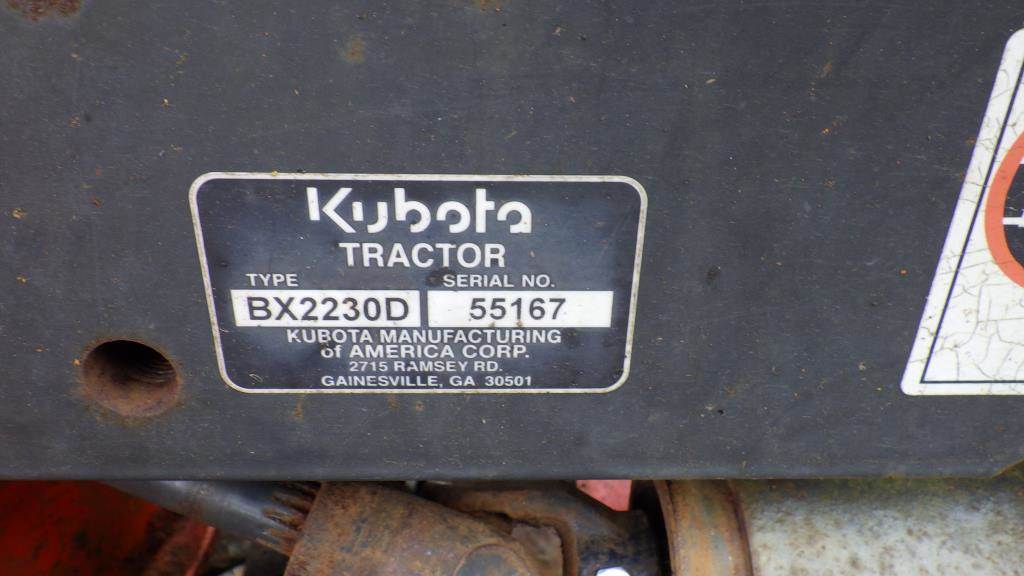 Kubota
TRACTOR
TYPE SERIAL NO.
BX2230D 55167
KUBOTA MANUFACTURING
of AMERICA CORP.
2715 RAMSEY RD.
GAINESVILLE, GA 30501